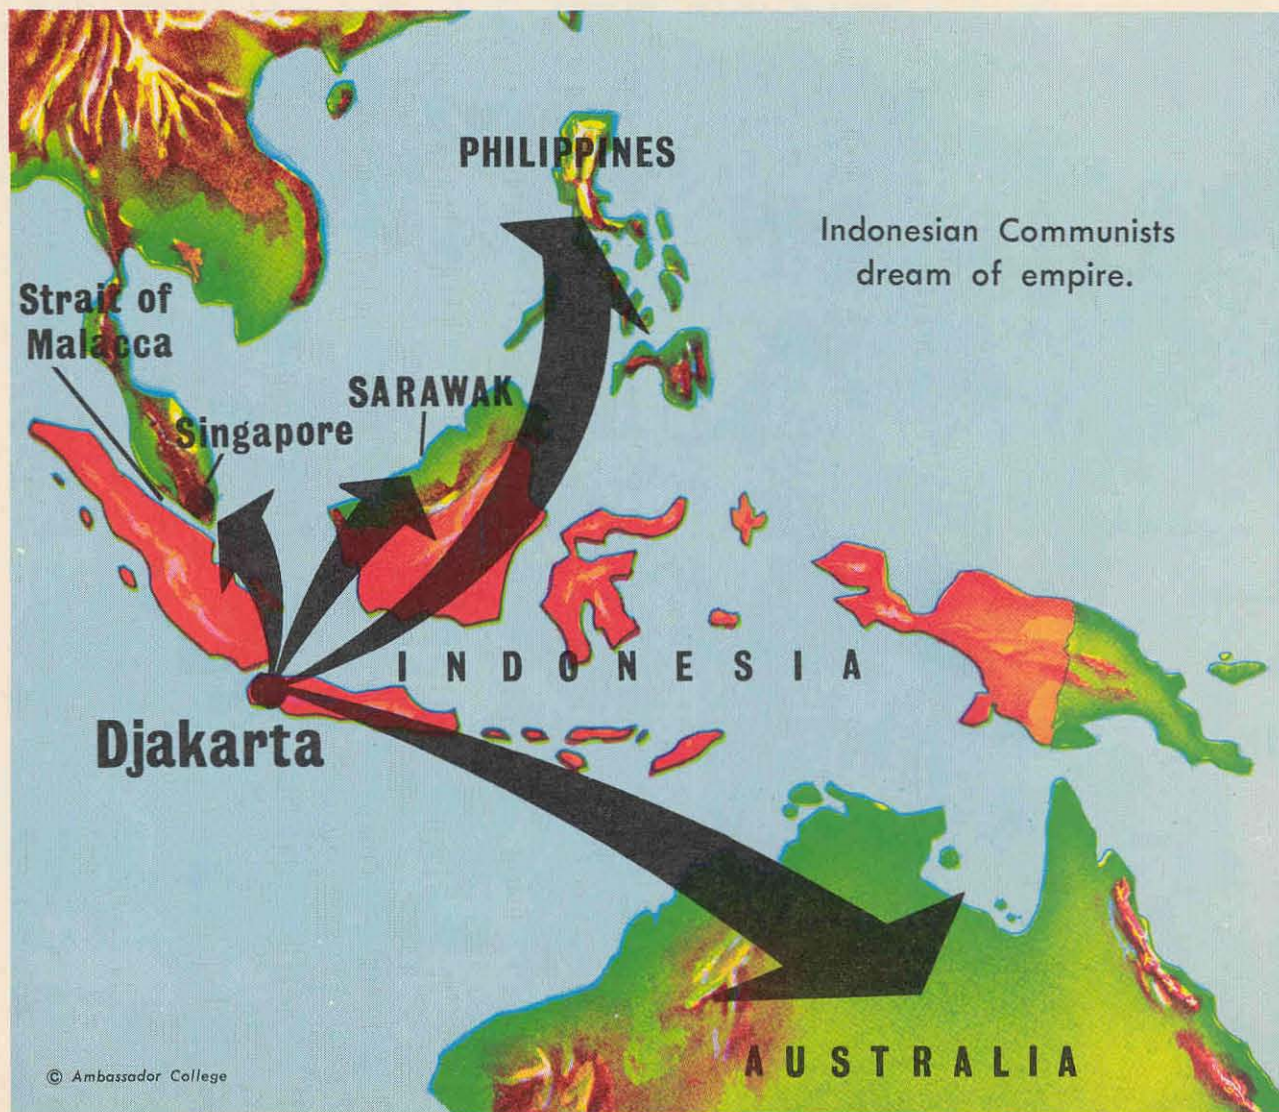 PHILIPPINES
Indonesian Communists
dream of empire.
Strait of
Malacca
SARAWAK
Singapore
INDONESIA
Djakarta
AUSTRALIA
© Ambassador College